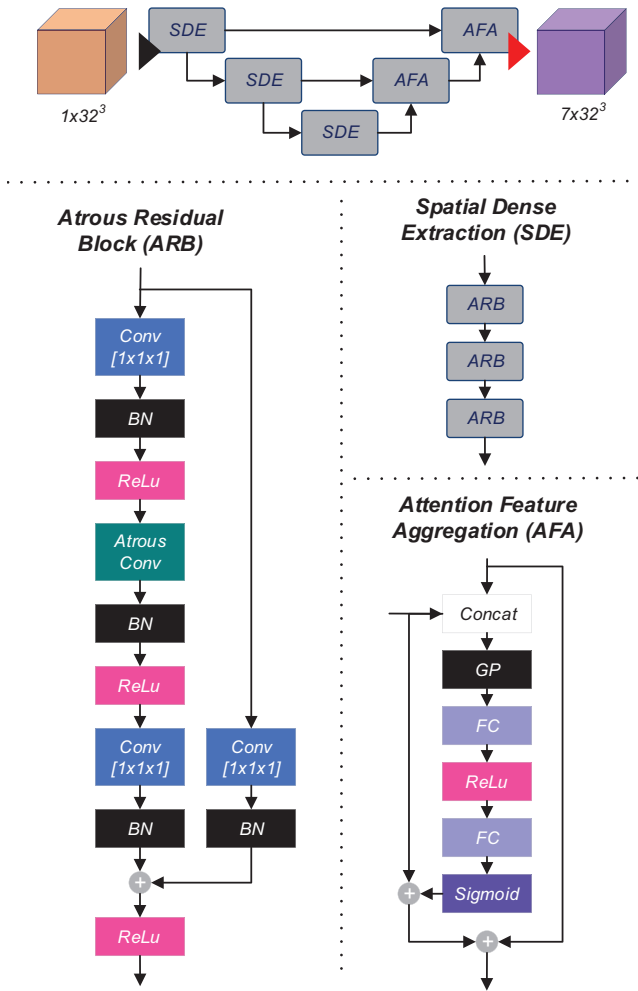 SDE
AFA
SDE
AFA
SDE
1x32³
7x32³
Atrous Residual
Block (ARB)
Conv
[1x1x1]
BN
ReLu
Atrous
Conv
BN
ReLu
Conv
[1x1x1]
Conv
[1x1x1]
BN
BN
+
ReLu
Spatial Dense
Extraction (SDE)
ARB
ARB
ARB
Attention Feature
Aggregation (AFA)
Concat
GP
FC
ReLu
FC
Sigmoid
+
+